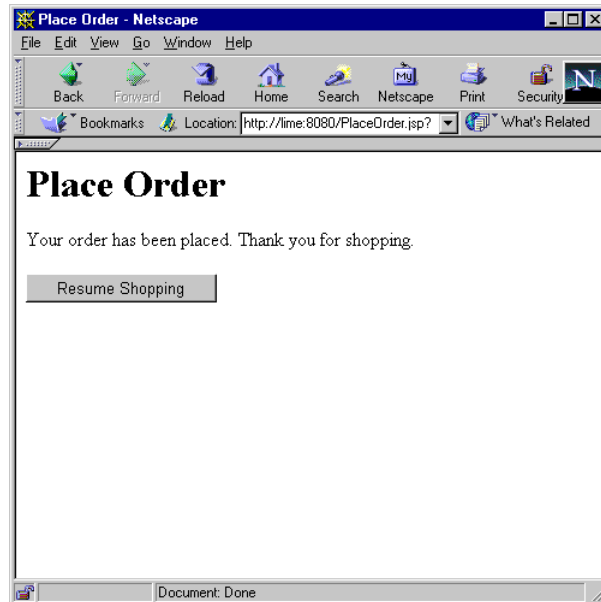 Place Order - Netscape
File Edit View Go Window Help
Back Forward Reload Home Search Netscape Print Security
My
N
Bookmarks Location: http://lime:8080/PlaceOrder.jsp? What's Related
Place Order
Your order has been placed. Thank you for shopping.
Resume Shopping
Document: Done